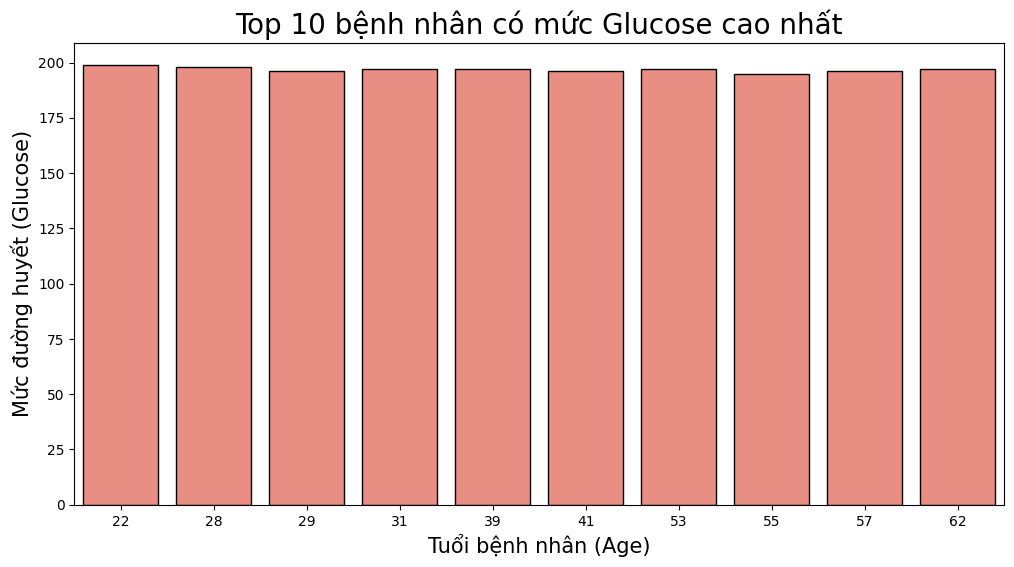 Top 10 bệnh nhân có mức Glucose cao nhất
Mức đường huyết (Glucose)
200
175
150
125
100
75
50
25
0
22 28 29 31 39 41 53 55 57 62
Tuổi bệnh nhân (Age)